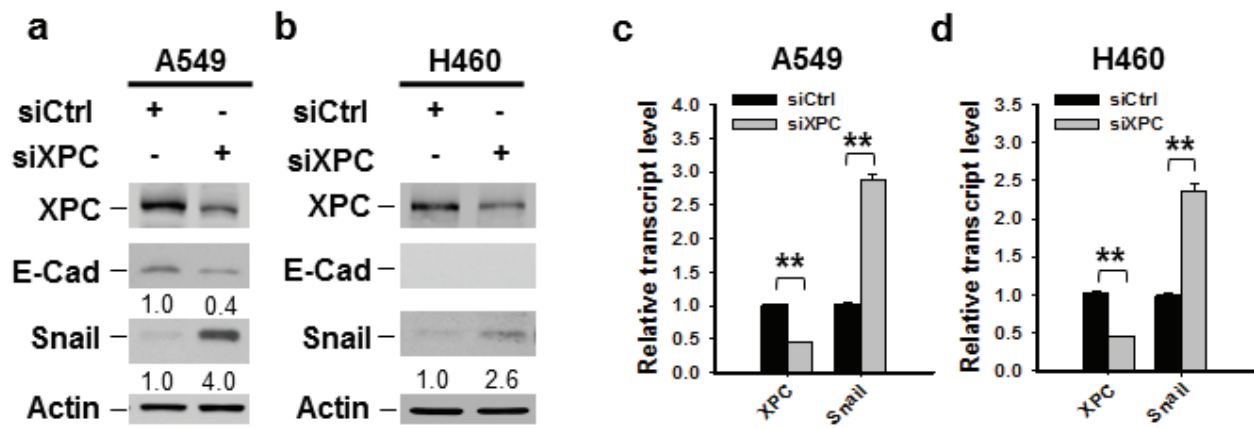 a
A549
siCtrl + -
siXPC - +
XPC
E-Cad
1.0 0.4
Snail
1.0 4.0
Actin
b
H460
siCtrl + -
siXPC - +
XPC
E-Cad
Snail
1.0 2.6
Actin
c
A549
siCtrl
siXPC
Relative transcript level
4.0
3.5
3.0
2.5
2.0
1.5
1.0
0.5
0.0
**
**
XPC
Snail
d
H460
siCtrl
siXPC
Relative transcript level
3.5
3.0
2.5
2.0
1.5
1.0
0.5
0.0
**
**
XPC
Snail